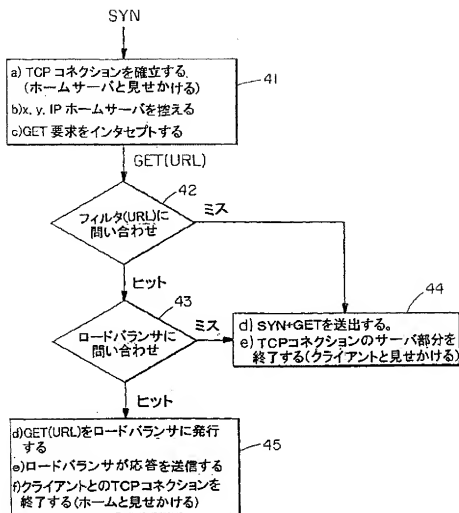 SYN
a) TCPコネクションを確立する
(ホームサーバと見せかける)
b)x, y, IP ホームサーバを控える
c)GET 要求をインタセプトする
41
GET(URL)
42
フィルタ(URL)に
問い合わせ
ミス
ヒット
43
ロードバランサに
問い合わせ
ミス
44
d) SYN+GETを送出する。
e) TCPコネクションのサーバ部分を
終了する(クライアントと見せかける)
ヒット
d)GET(URL)をロードバランサに発行
する
e)ロードバランサが応答を送信する
f)クライアントとのTCPコネクションを
終了する(ホームと見せかける)
45